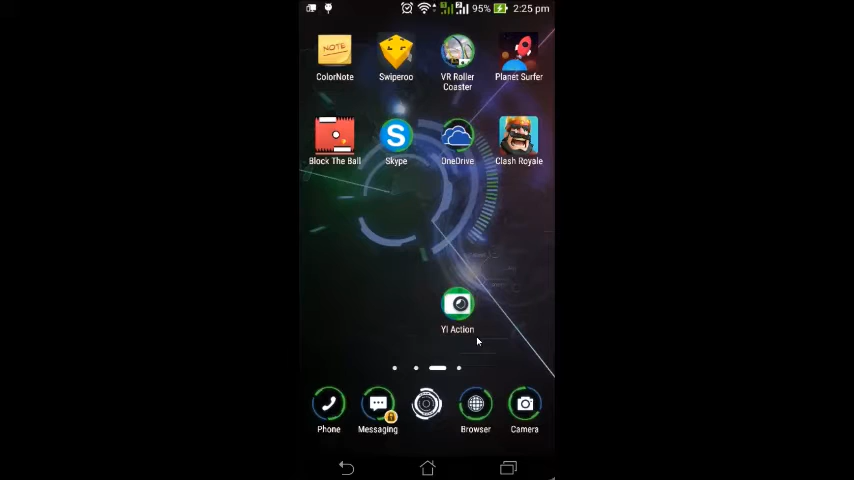 95% 2:25 pm
NOTE
ColorNote Swiperoo VR Roller Coaster Planet Surfer
S
Block The Ball Skype OneDrive Clash Royale
YI Action
Phone Messaging Browser Camera